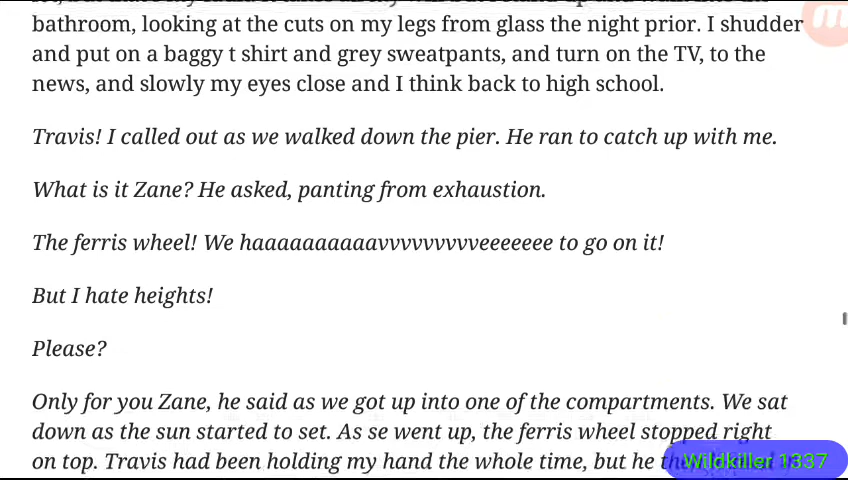 bathroom, looking at the cuts on my legs from glass the night prior. I shudder
and put on a baggy t shirt and grey sweatpants, and turn on the TV, to the
news, and slowly my eyes close and I think back to high school.
Travis! I called out as we walked down the pier. He ran to catch up with me.
What is it Zane? He asked, panting from exhaustion.
The ferris wheel! We haaaaaaaaaavvvvvvvvveeeeeee to go on it!
But I hate heights!
Please?
Only for you Zane, he said as we got up into one of the compartments. We sat
down as the sun started to set. As se went up, the ferris wheel stopped right
on top. Travis had been holding my hand the whole time, but he
Wildkiller 1337